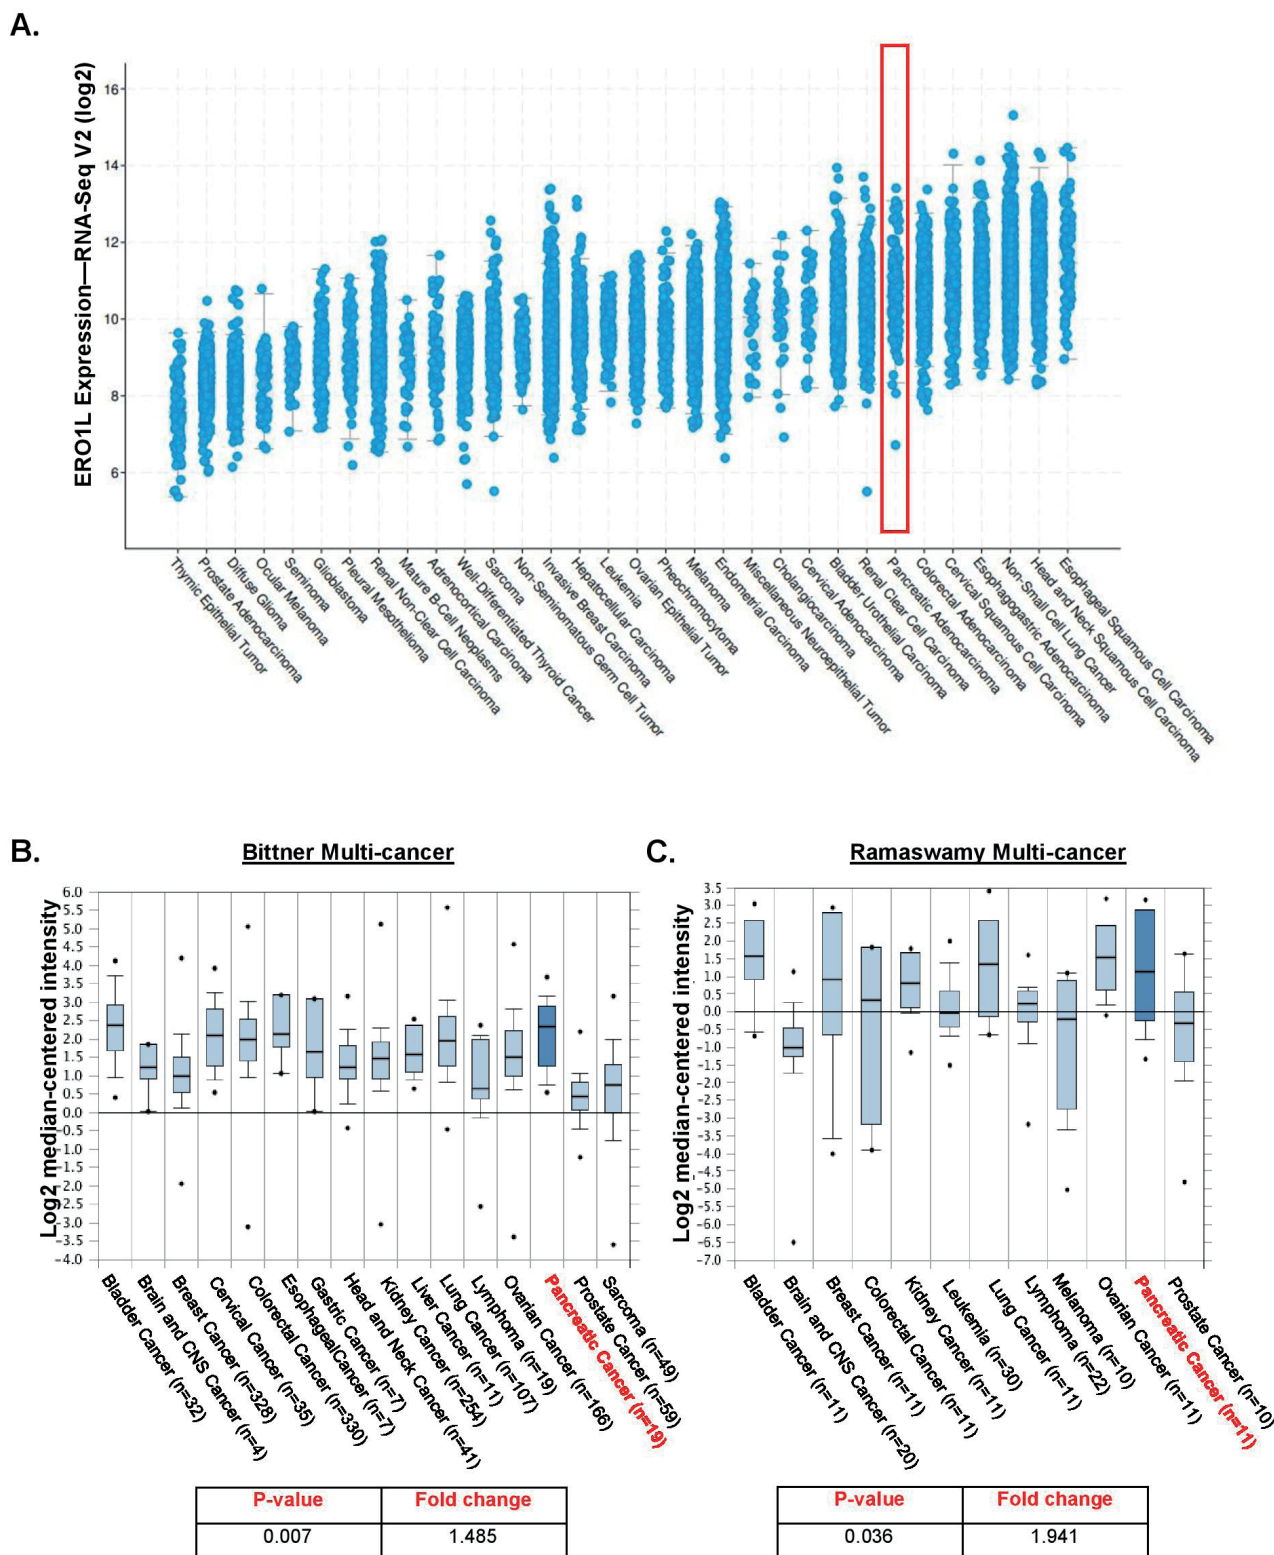 A.
ERO1L Expression—RNA-Seq V2 (log2)
16
14
12
10
8
6
Thymic Epithelial Tumor
Prostate Adenocarcinoma
Diffuse Glioma
Ocular Melanoma
Seminoma
Glioblastoma
Pleural Mesothelioma
Renal Non-Clear Cell Carcinoma
Mature B-Cell Neoplasms
Adrenocortical Carcinoma
Well-Differentiated Thyroid Cancer
Sarcoma
Non-Seminomatous Germ Cell Tumor
Invasive Breast Carcinoma
Hepatocellular Carcinoma
Leukemia
Ovarian Epithelial Tumor
Pheochromocytoma
Melanoma
Endometrial Carcinoma
Miscellaneous Neuroepithelial Tumor
Cholangiocarcinoma
Cervical Adenocarcinoma
Bladder Urothelial Carcinoma
Renal Clear Cell Carcinoma
Pancreatic Adenocarcinoma
Colorectal Adenocarcinoma
Cervical Squamous Cell Carcinoma
Esophagogastric Adenocarcinoma
Non-Small Cell Lung Cancer
Head and Neck Squamous Cell Carcinoma
Esophageal Squamous Cell Carcinoma
B.
Bittner Multi-cancer
Log2 median-centered intensity
6.0
5.5
5.0
4.5
4.0
3.5
3.0
2.5
2.0
1.5
1.0
0.5
0.0
-0.5
-1.0
-1.5
-2.0
-2.5
-3.0
-3.5
-4.0
Bladder Cancer (n=32)
Brain and CNS Cancer (n=4)
Breast Cancer (n=328)
Cervical Cancer (n=35)
Colorectal Cancer (n=330)
EsophagealCancer (n=7)
Gastric Cancer (n=7)
Head and Neck Cancer (n=41)
Kidney Cancer (n=254)
Liver Cancer (n=11)
Lung Cancer (n=107)
Lymphoma (n=19)
Ovarian Cancer (n=166)
Pancreatic Cancer (n=19)
Prostate Cancer (n=59)
Sarcoma (n=49)
P-value
Fold change
0.007
1.485
C.
Ramaswamy Multi-cancer
Log2 median-centered intensity
3.5
3.0
2.5
2.0
1.5
1.0
0.5
0.0
-0.5
-1.0
-1.5
-2.0
-2.5
-3.0
-3.5
-4.0
-4.5
-5.0
-5.5
-6.0
-6.5
-7.0
Bladder Cancer (n=11)
Brain and CNS Cancer (n=20)
Breast Cancer (n=11)
Colorectal Cancer (n=11)
Kidney Cancer (n=11)
Leukemia (n=30)
Lung Cancer (n=11)
Lymphoma (n=22)
Melanoma (n=10)
Ovarian Cancer (n=11)
Pancreatic Cancer (n=11)
Prostate Cancer (n=10)
P-value
Fold change
0.036
1.941